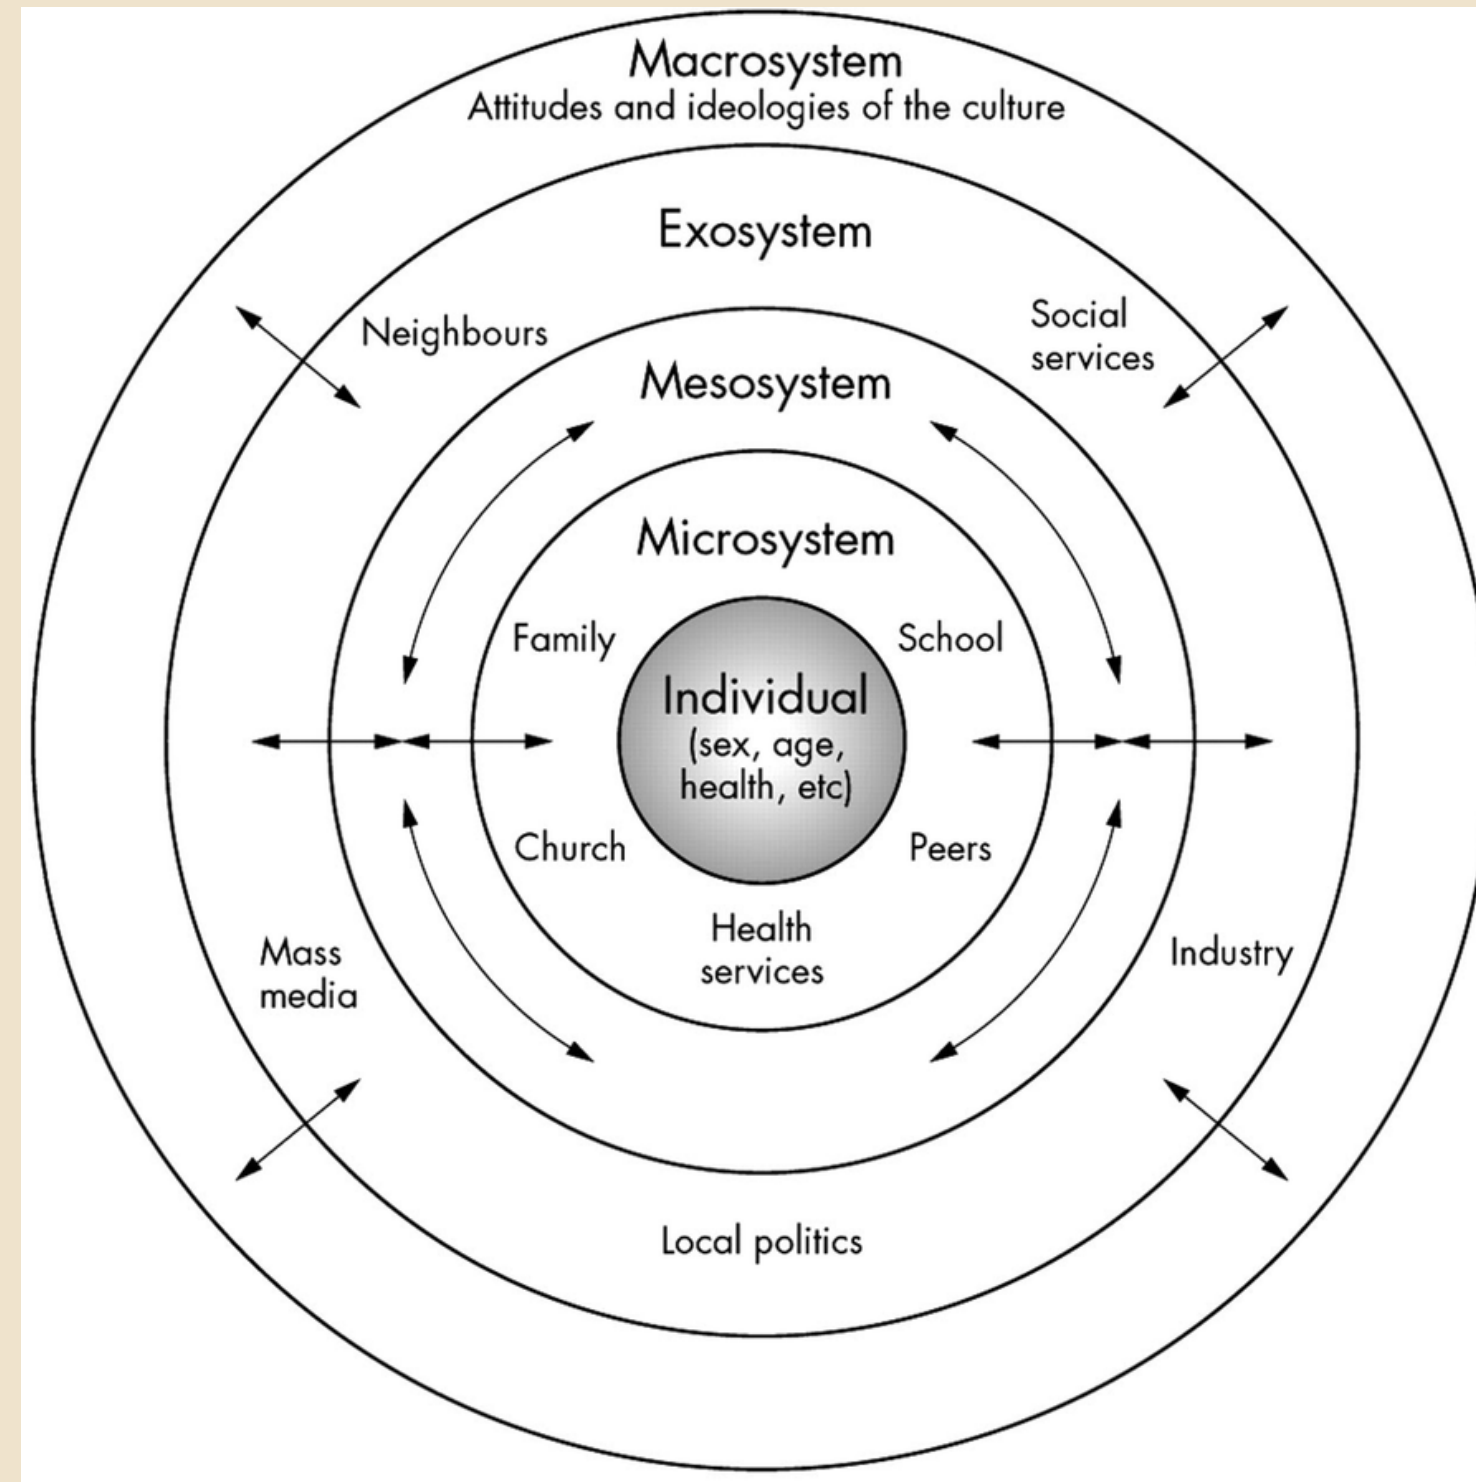 Macrosystem
Attitudes and ideologies of the culture
Exosystem
Neighbours
Social
services
Mesosystem
Microsystem
Family
School
Individual
(sex, age,
health, etc)
Church
Peers
Health
services
Mass
media
Industry
Local politics